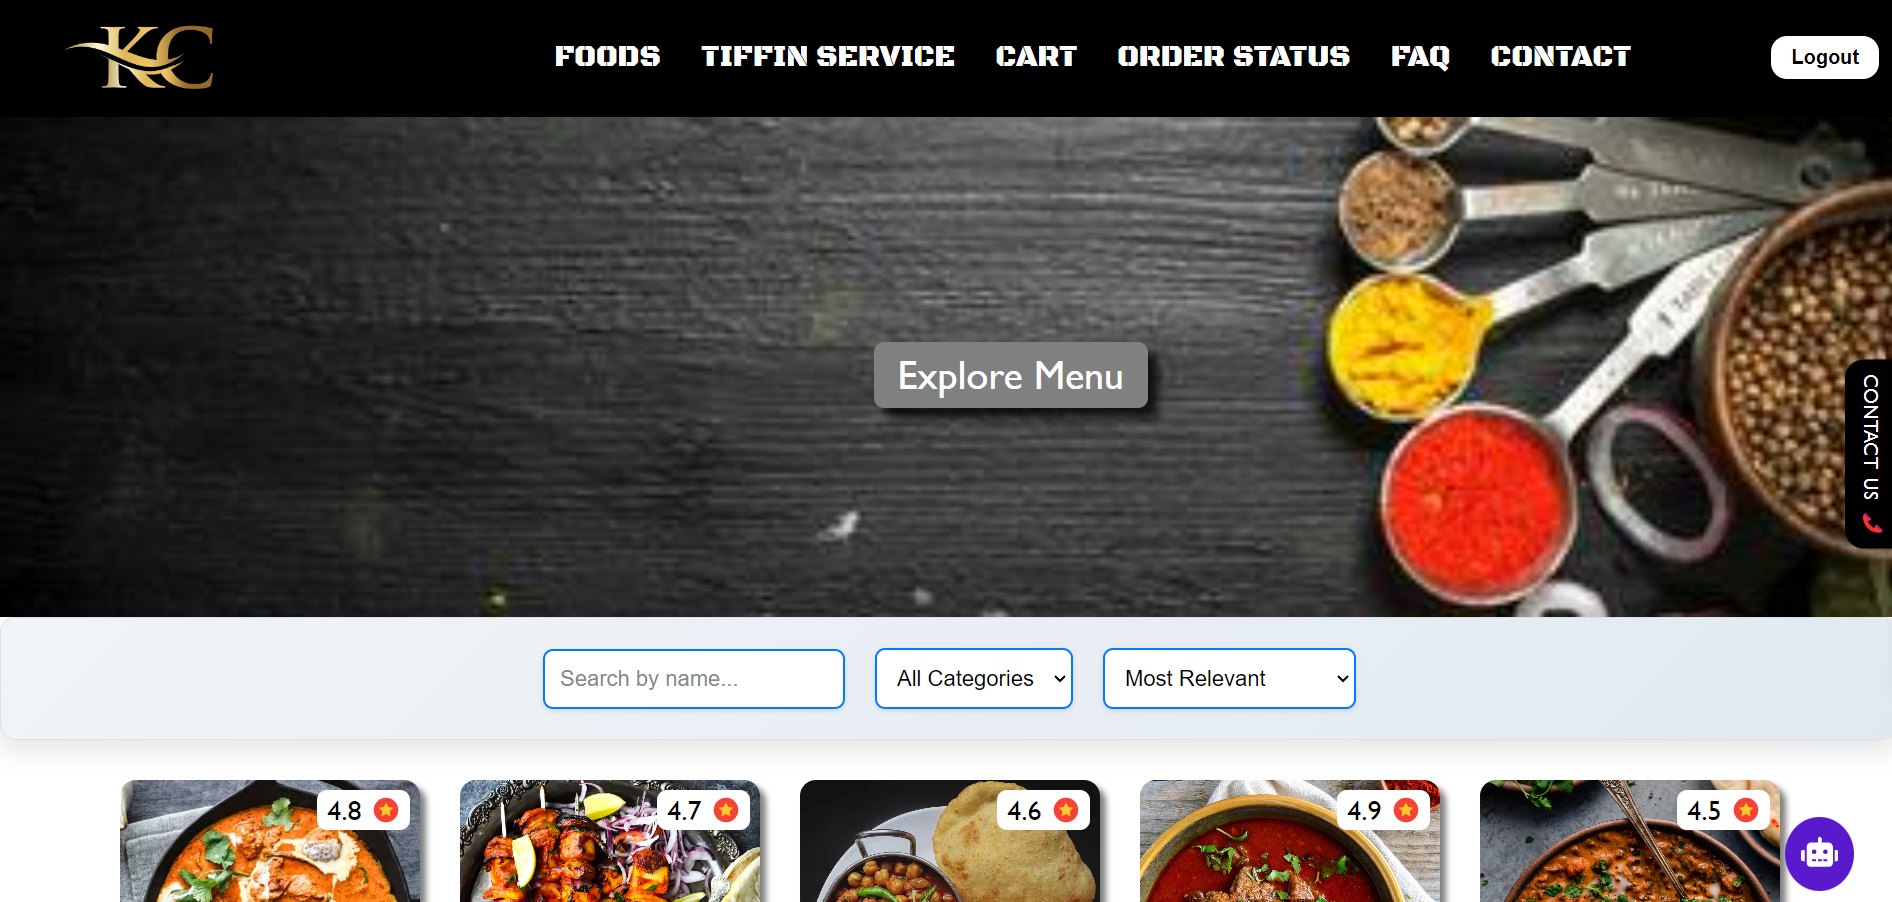 KC
FOODS TIFFIN SERVICE CART ORDER STATUS FAQ CONTACT Logout
Explore Menu
CONTACT US
Search by name... All Categories Most Relevant
4.8 4.7 4.6 4.9 4.5